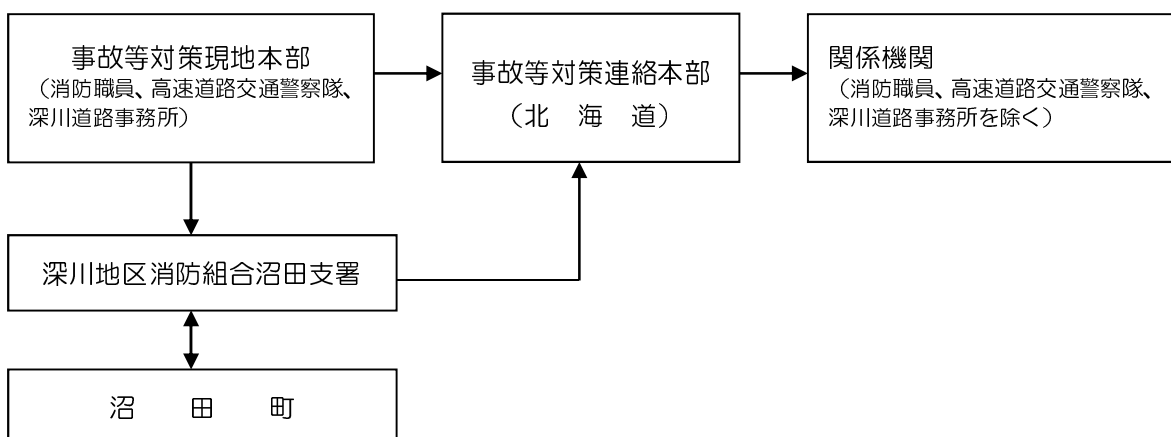 事故等対策現地本部
（消防職員、高速道路交通警察隊、
深川道路事務所）
事故等対策連絡本部
（北　海　道）
関係機関
（消防職員、高速道路交通警察隊、
深川道路事務所を除く）
深川地区消防組合沼田支署
沼　　田　　町